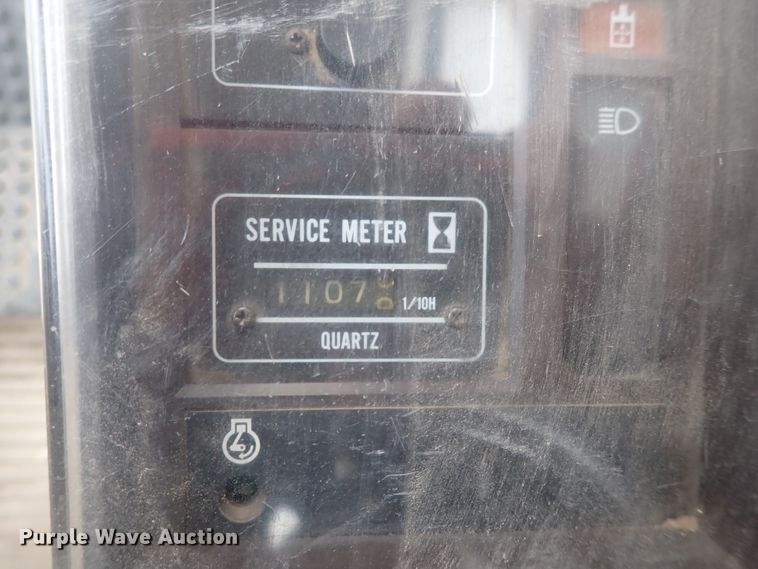 SERVICE METER
1107
1/10H
QUARTZ
Purple Wave Auction